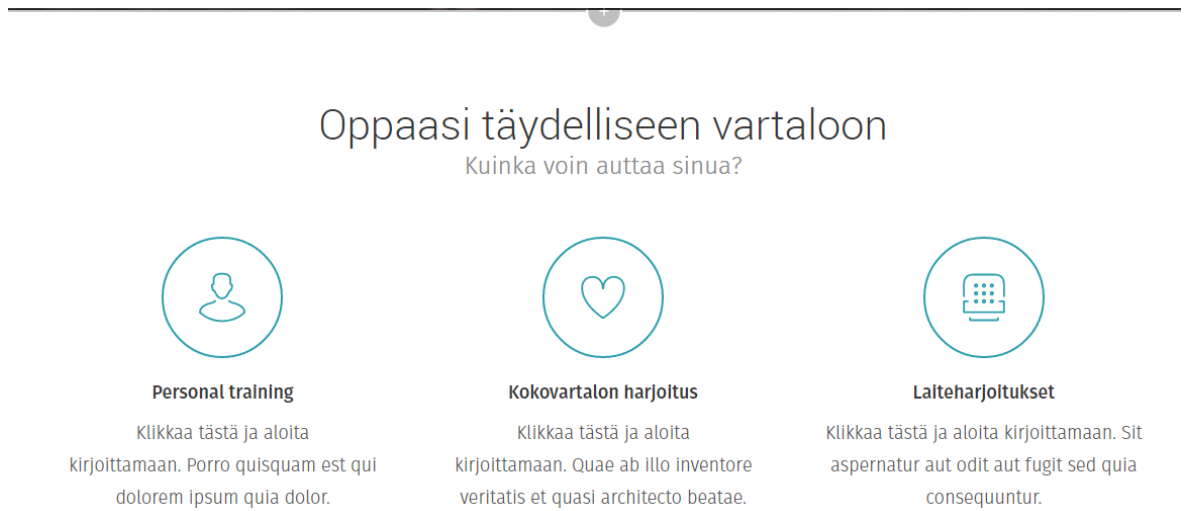 Oppaasi täydelliseen vartaloon
Kuinka voin auttaa sinua?
Personal training
Klikkaa tästä ja aloita
kirjoittamaan. Porro quisquam est qui
dolorem ipsum quia dolor.
Kokovartalon harjoitus
Klikkaa tästä ja aloita
kirjoittamaan. Quae ab illo inventore
veritatis et quasi architecto beatae.
Laiteharjoitukset
Klikkaa tästä ja aloita kirjoittamaan. Sit
aspernatur aut odit aut fugit sed quia
consequuntur.